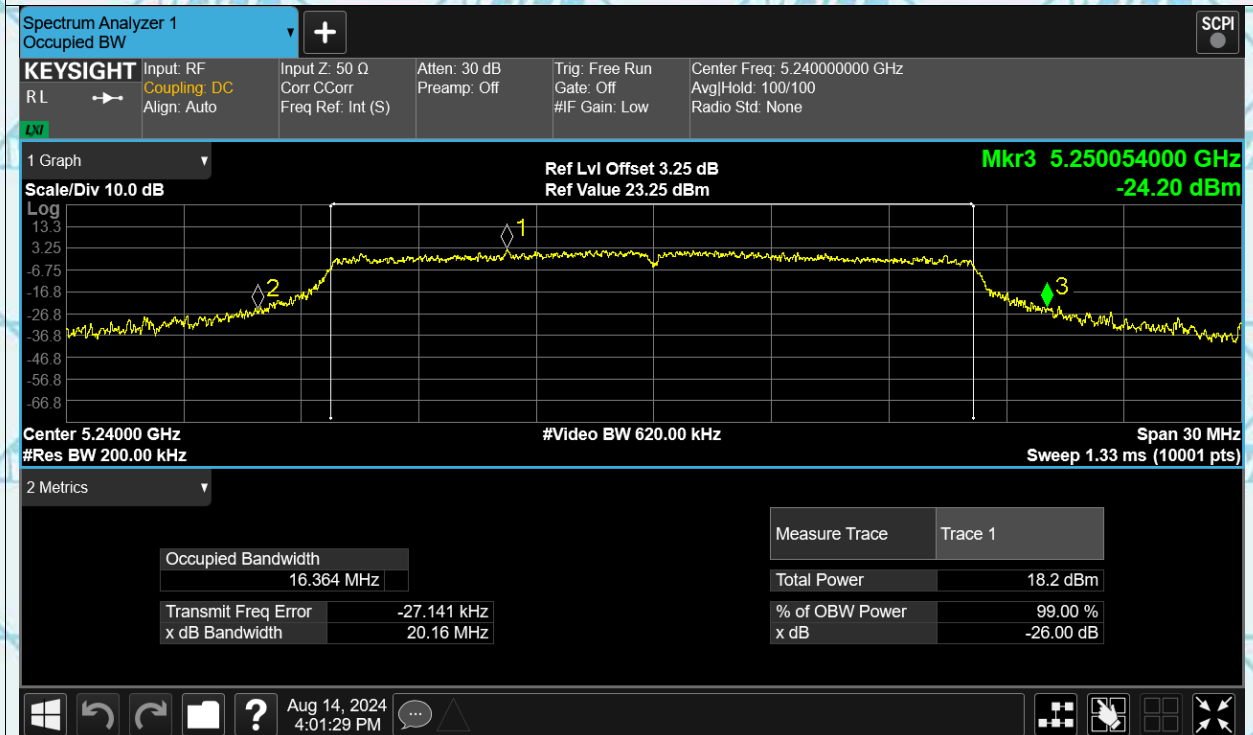 Spectrum Analyzer 1
Occupied BW
▼
+
SCPI
KEYSIGHT
RL
LXI
Input: RF
Coupling: DC
Align: Auto
Input Z: 50 Ω
Corr CCorr
Freq Ref: Int (S)
Atten: 30 dB
Preamp: Off
Trig: Free Run
Gate: Off
#IF Gain: Low
Center Freq: 5.240000000 GHz
Avg|Hold: 100/100
Radio Std: None
1 Graph ▼
Scale/Div 10.0 dB
Ref Lvl Offset 3.25 dB
Ref Value 23.25 dBm
Mkr3 5.250054000 GHz
-24.20 dBm
Log
13.3
3.25
-6.75
-16.8
-26.8
-36.8
-46.8
-56.8
-66.8
1
2
3
Center 5.24000 GHz
#Res BW 200.00 kHz
#Video BW 620.00 kHz
Span 30 MHz
Sweep 1.33 ms (10001 pts)
2 Metrics ▼
Occupied Bandwidth
16.364 MHz
Transmit Freq Error -27.141 kHz
x dB Bandwidth 20.16 MHz
Measure Trace Trace 1
Total Power 18.2 dBm
% of OBW Power 99.00 %
x dB -26.00 dB
?
Aug 14, 2024
4:01:29 PM